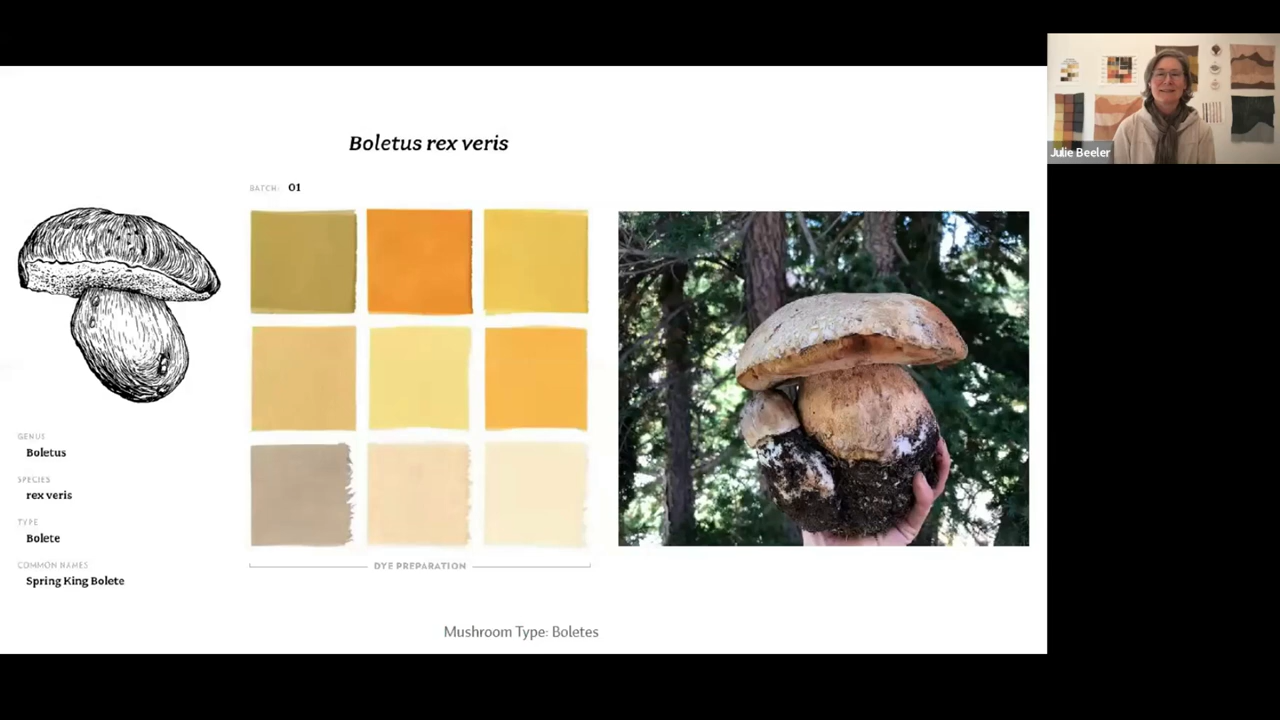 Boletus rex veris
BATCH: 01
GENUS
Boletus
SPECIES
rex veris
TYPE
Bolete
COMMON NAMES
Spring King Bolete
DYE PREPARATION
Mushroom Type: Boletes
Julie Beeler